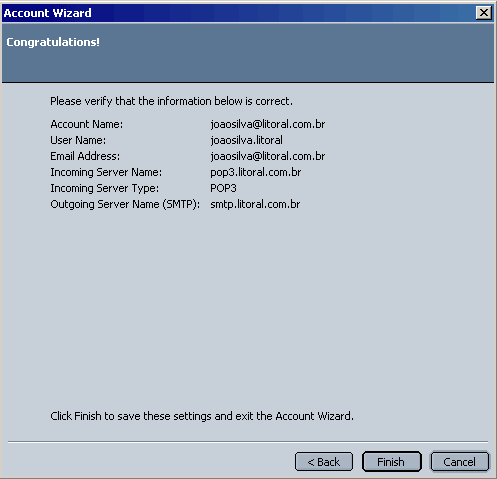 Account Wizard
Congratulations!
Please verify that the information below is correct.
Account Name: joaosilva@litoral.com.br
User Name: joaosilva.litoral
Email Address: joaosilva@litoral.com.br
Incoming Server Name: pop3.litoral.com.br
Incoming Server Type: POP3
Outgoing Server Name (SMTP): smtp.litoral.com.br
Click Finish to save these settings and exit the Account Wizard.
< Back Finish Cancel